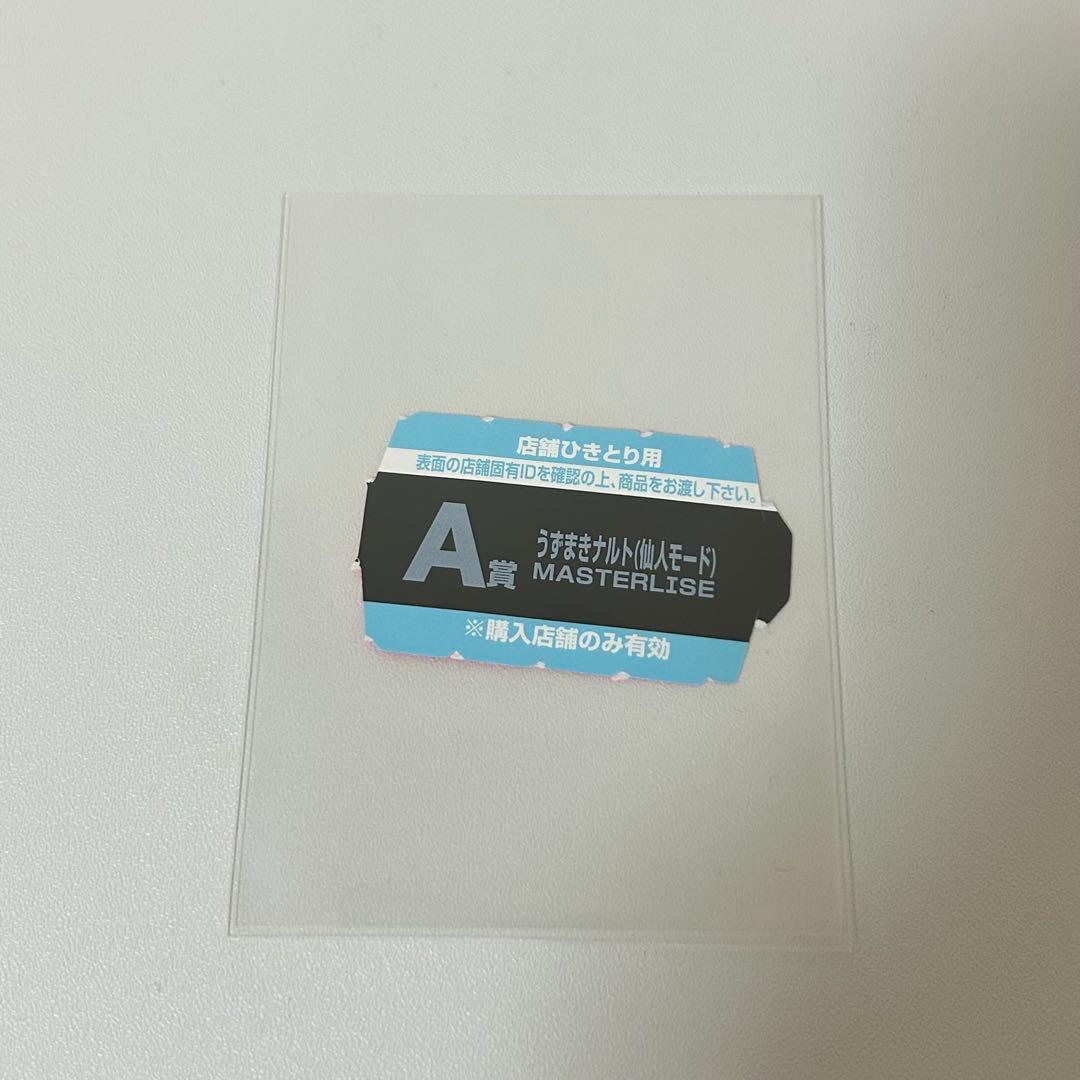 店舗ひきとり用
表面の店舗固有IDを確認の上、商品をお渡し下さい。
A賞
うずまきナルト(仙人モード)
MASTERLISE
※購入店舗のみ有効